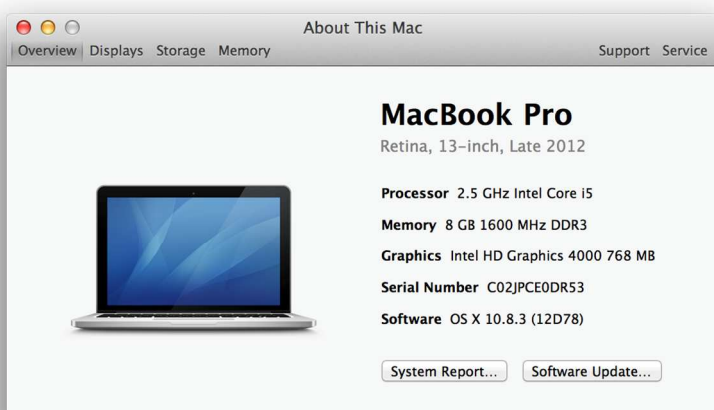 About This Mac
Overview Displays Storage Memory Support Service
MacBook Pro
Retina, 13-inch, Late 2012
Processor 2.5 GHz Intel Core i5
Memory 8 GB 1600 MHz DDR3
Graphics Intel HD Graphics 4000 768 MB
Serial Number C02JPCE0DR53
Software OS X 10.8.3 (12D78)
System Report... Software Update...